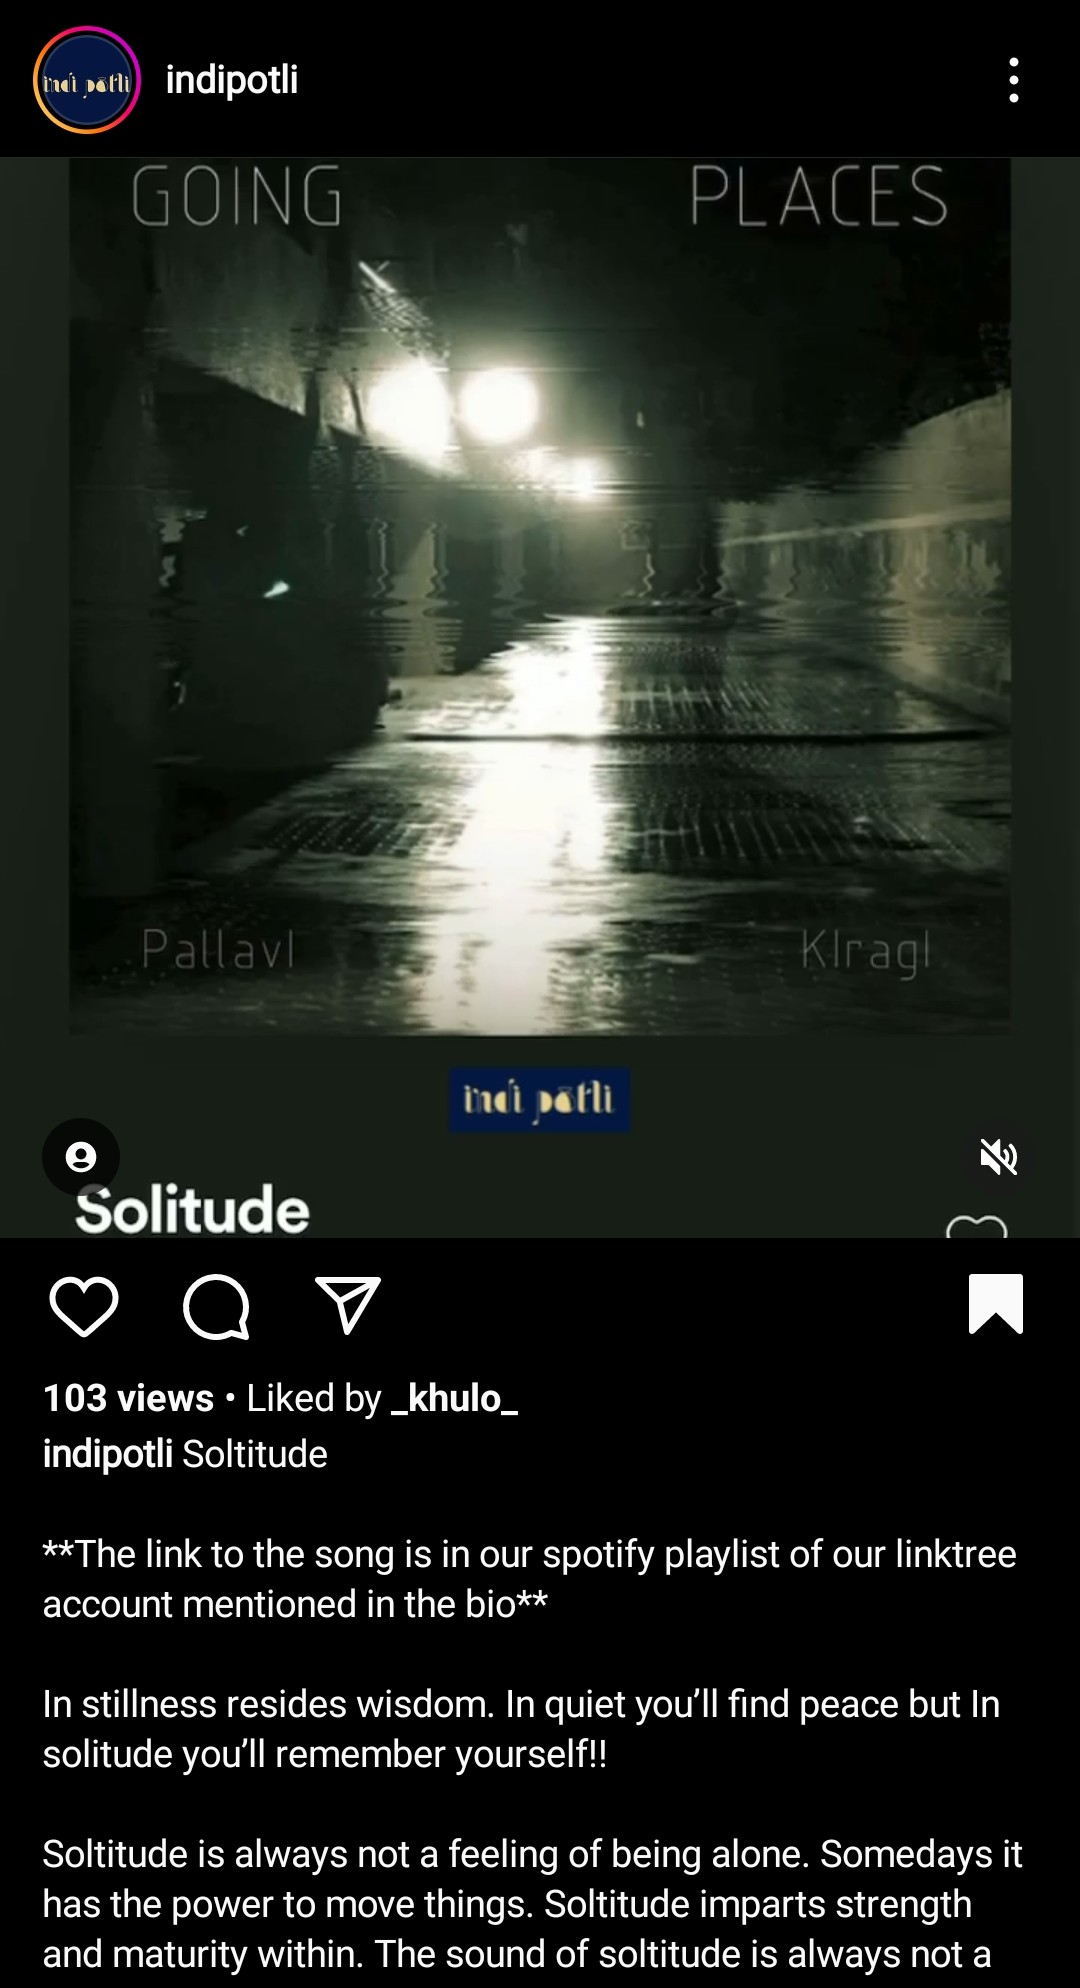 indi potli
indipotli
GOING PLACES
PallavI KIragI
indi potli
Solitude
103 views • Liked by _khulo_
indipotli Soltitude
**The link to the song is in our spotify playlist of our linktree
account mentioned in the bio**
In stillness resides wisdom. In quiet you’ll find peace but In
solitude you’ll remember yourself!!
Soltitude is always not a feeling of being alone. Somedays it
has the power to move things. Soltitude imparts strength
and maturity within. The sound of soltitude is always not a